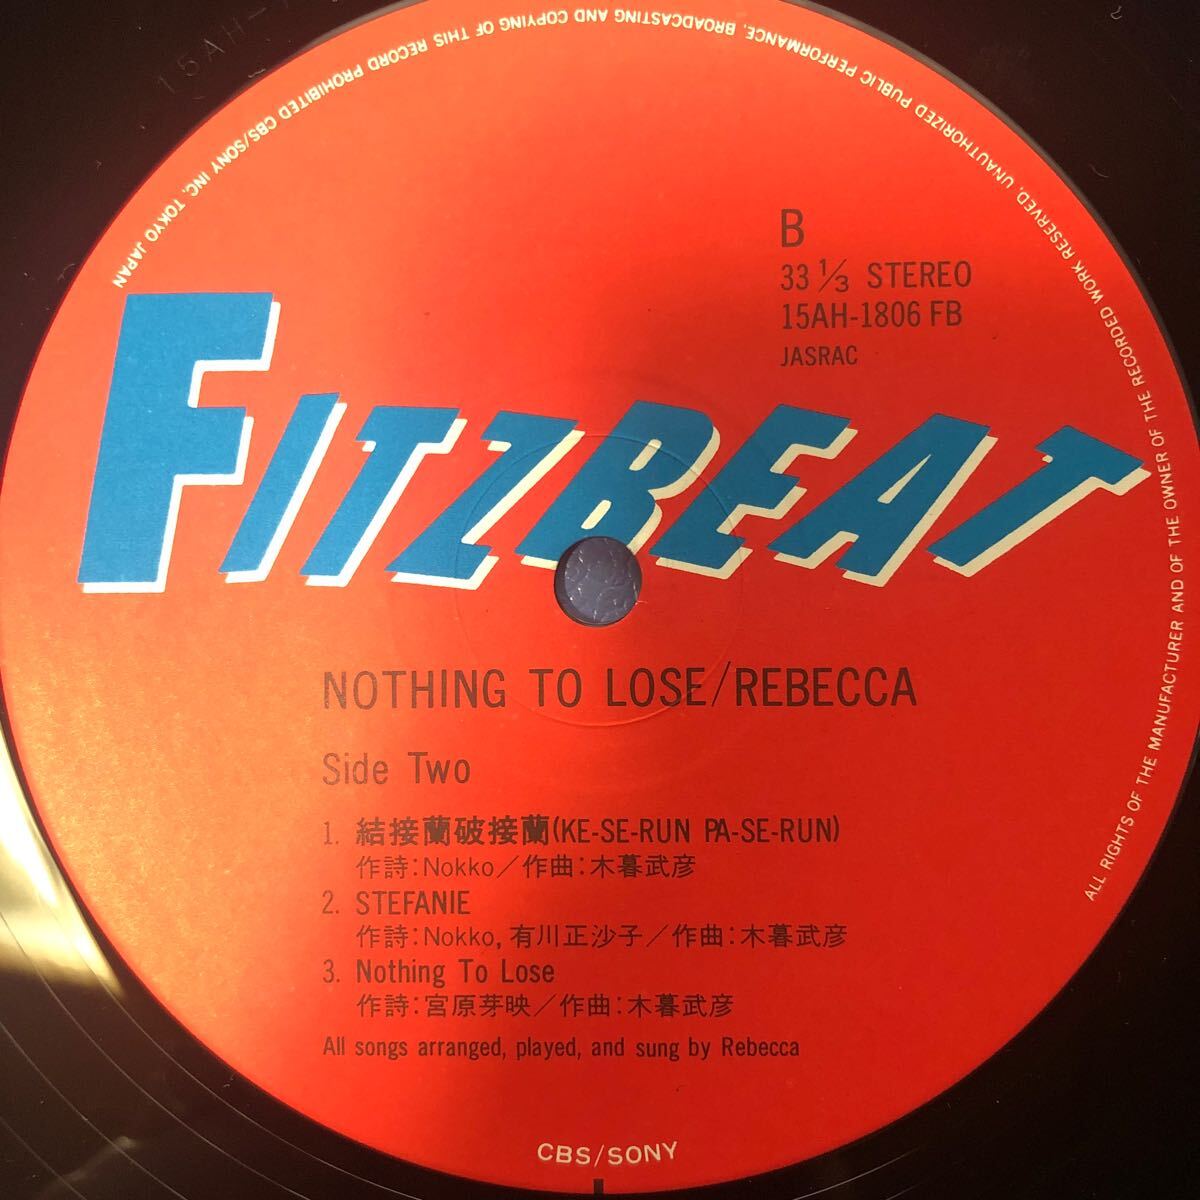 15AH-1
ALL RIGHTS OF THE MANUFACTURER AND OF THE OWNER OF THE RECORDED WORK RESERVED. UNAUTHORIZED PUBLIC PERFORMANCE, BROADCASTING AND COPYING OF THIS RECORD PROHIBITED CBS/SONY INC. TOKYO JAPAN
B
33 1/3 STEREO
15AH-1806 FB
JASRAC
FITZBEAT
NOTHING TO LOSE/REBECCA
Side Two
1. 結接蘭破接蘭(KE-SE-RUN PA-SE-RUN)
作詩:Nokko/作曲:木暮武彦
2. STEFANIE
作詩:Nokko, 有川正沙子/作曲:木暮武彦
3. Nothing To Lose
作詩:宮原芽映/作曲:木暮武彦
All songs arranged, played, and sung by Rebecca
CBS/SONY